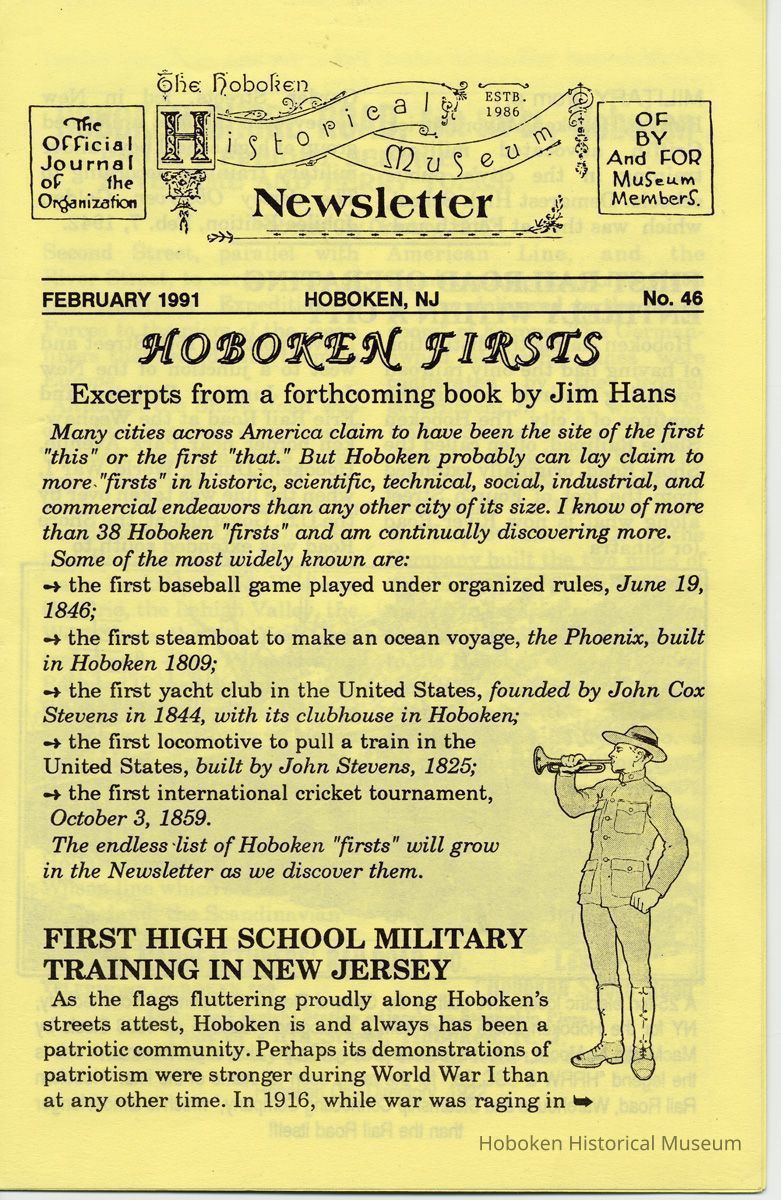 The Hoboken
Historical
Museum
ESTB.
1986
Newsletter
The
Official
Journal
of the
Organization
OF
BY
And FOR
MuSeum
Members.
FEBRUARY 1991 HOBOKEN, NJ No. 46
HOBOKEN FIRSTS
Excerpts from a forthcoming book by Jim Hans
Many cities across America claim to have been the site of the first
"this" or the first "that." But Hoboken probably can lay claim to
more "firsts" in historic, scientific, technical, social, industrial, and
commercial endeavors than any other city of its size. I know of more
than 38 Hoboken "firsts" and am continually discovering more.
Some of the most widely known are:
→ the first baseball game played under organized rules, June 19,
1846;
→ the first steamboat to make an ocean voyage, the Phoenix, built
in Hoboken 1809;
→ the first yacht club in the United States, founded by John Cox
Stevens in 1844, with its clubhouse in Hoboken;
→ the first locomotive to pull a train in the
United States, built by John Stevens, 1825;
→ the first international cricket tournament,
October 3, 1859.
The endless list of Hoboken "firsts" will grow
in the Newsletter as we discover them.
FIRST HIGH SCHOOL MILITARY
TRAINING IN NEW JERSEY
As the flags fluttering proudly along Hoboken's
streets attest, Hoboken is and always has been a
patriotic community. Perhaps its demonstrations of
patriotism were stronger during World War I than
at any other time. In 1916, while war was raging in ➥
Hoboken Historical Museum